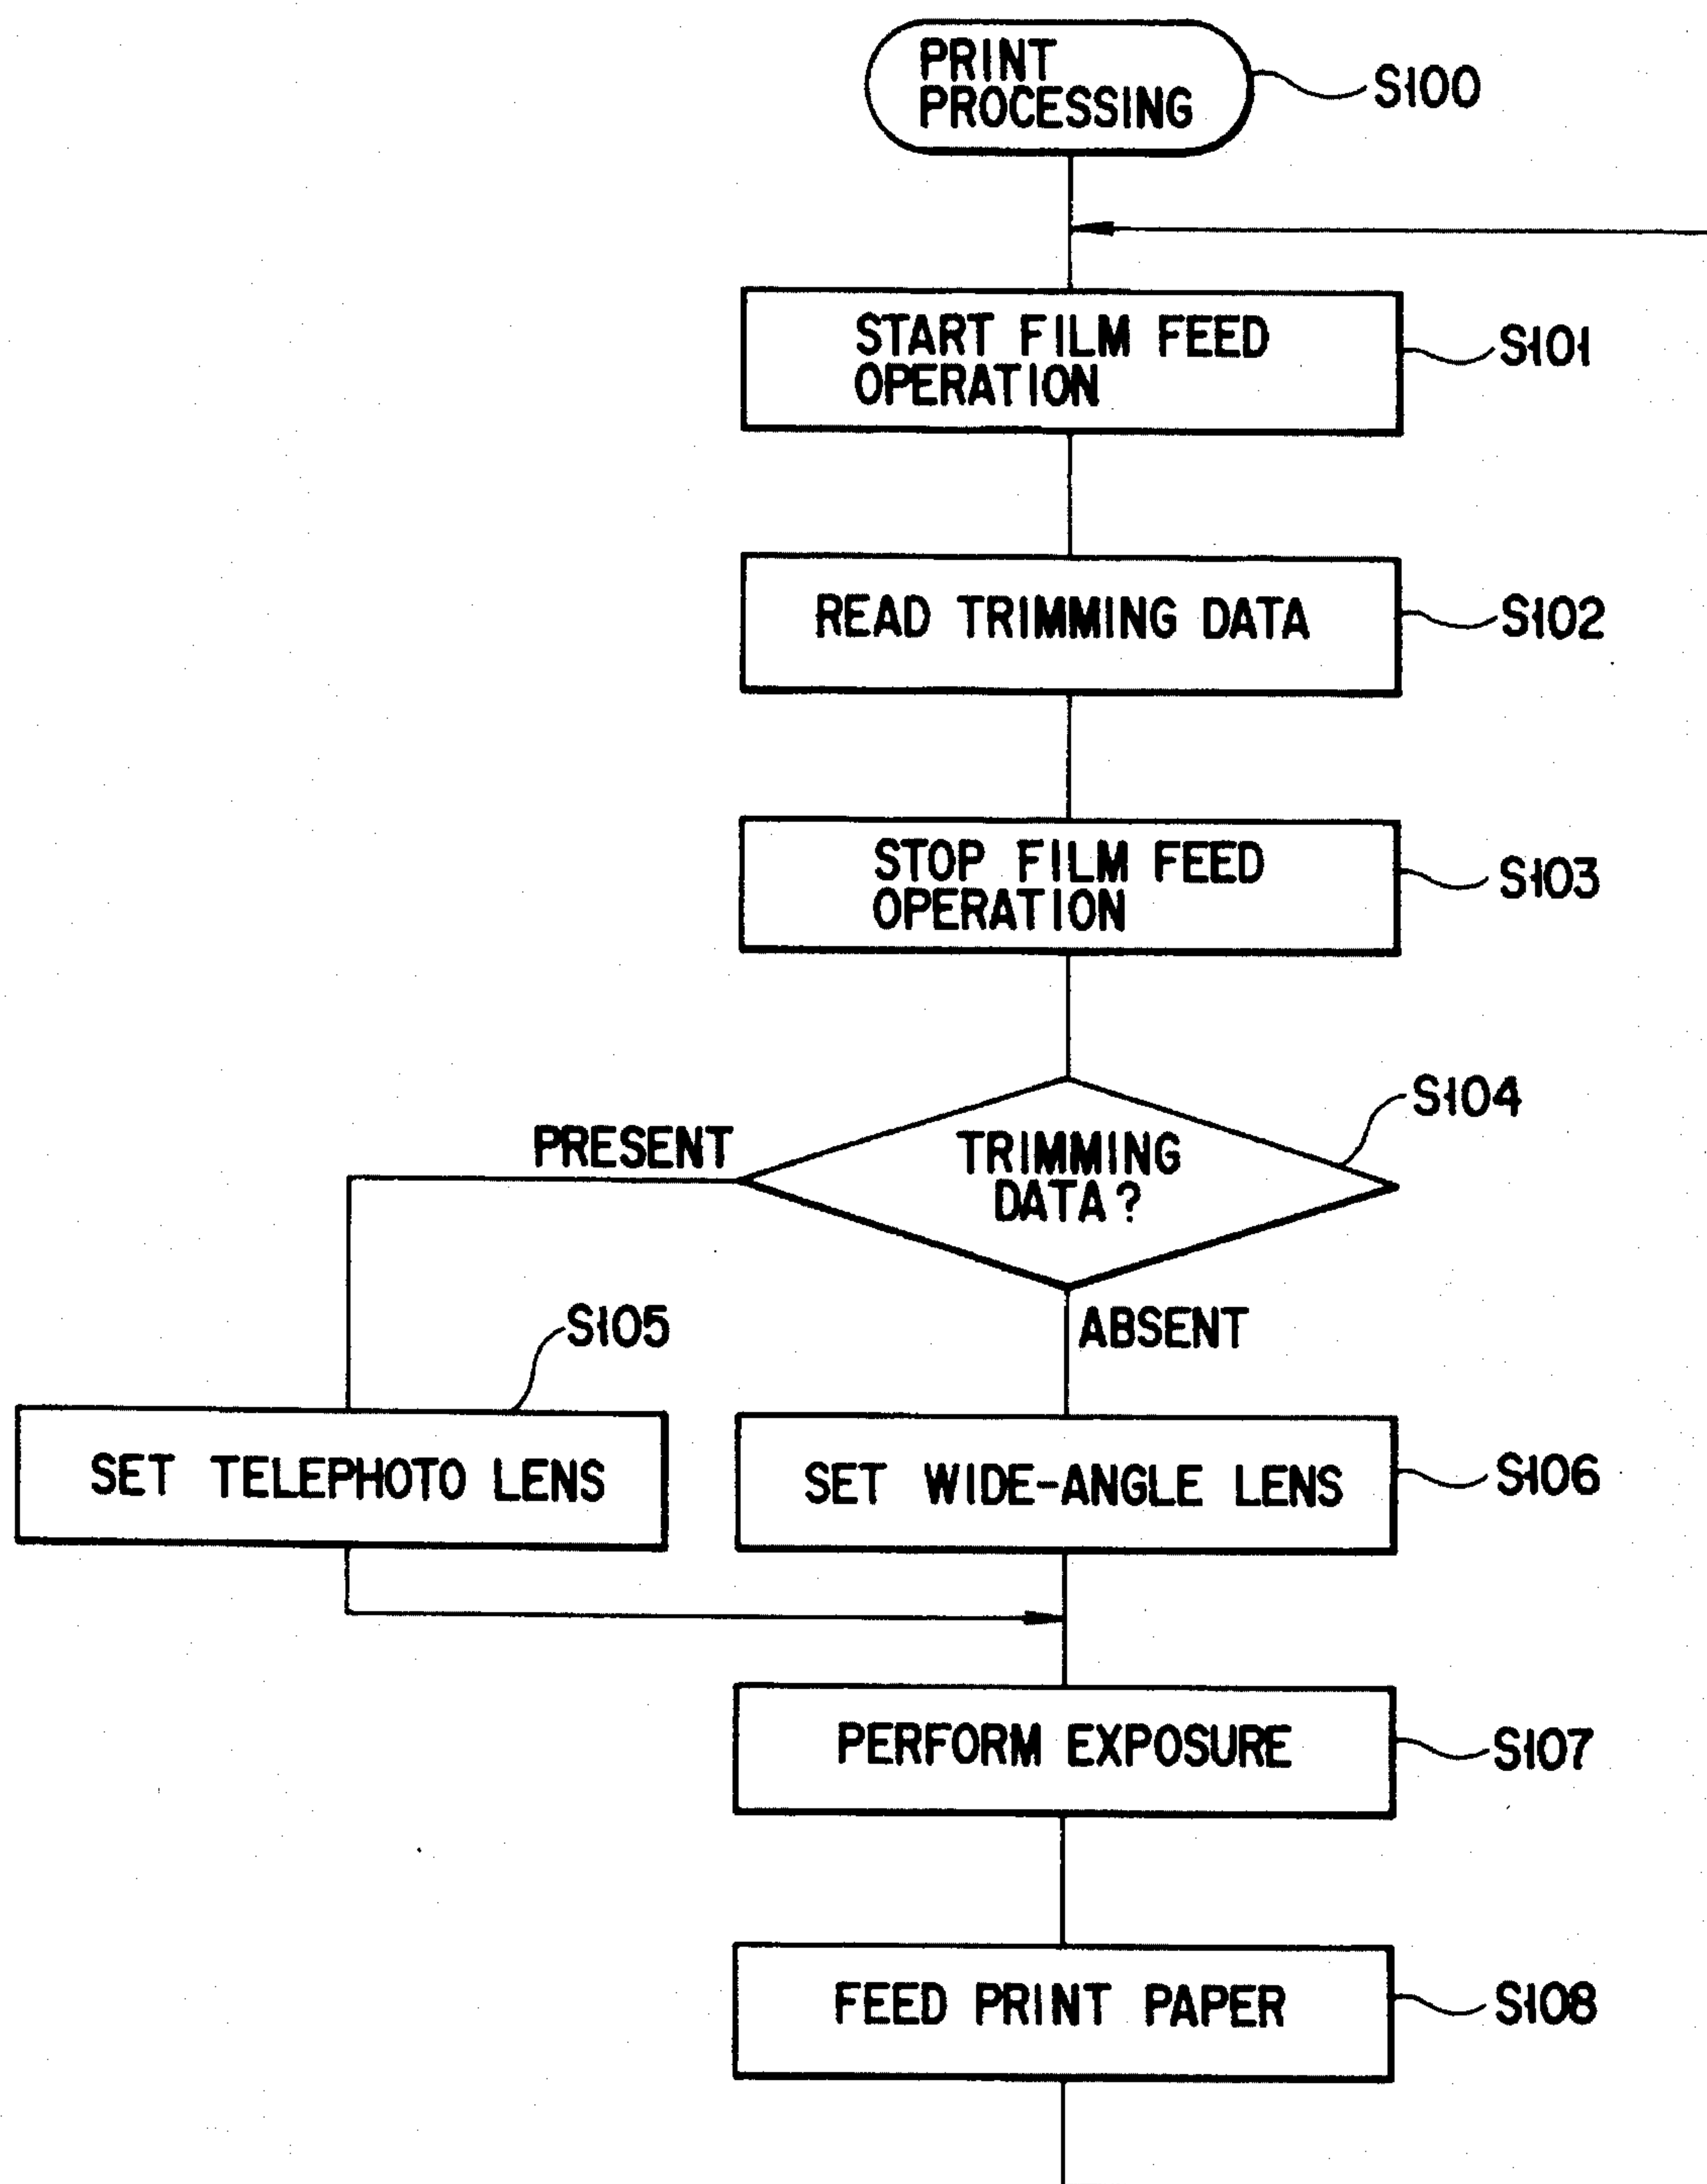 PRINT
PROCESSING
S100
START FILM FEED
OPERATION
S101
READ TRIMMING DATA
S102
STOP FILM FEED
OPERATION
S103
S104
PRESENT
TRIMMING
DATA?
ABSENT
S105
SET TELEPHOTO LENS
SET WIDE-ANGLE LENS
S106
PERFORM EXPOSURE
S107
FEED PRINT PAPER
S108